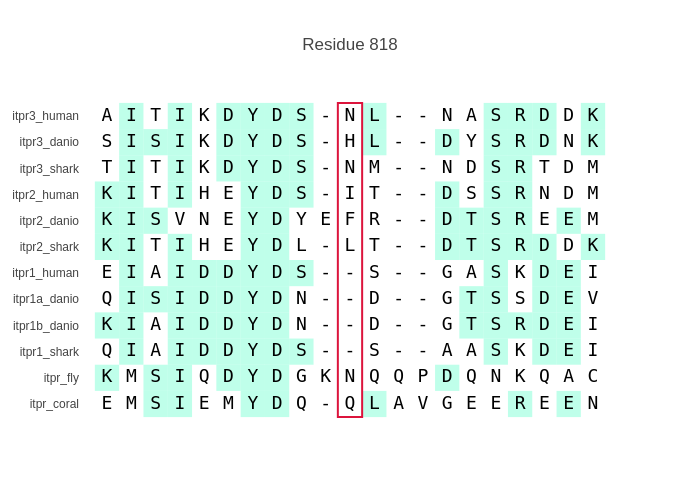 Residue 818
itpr3_human A I T I K D Y D S - N L - - N A S R D D K
itpr3_danio S I S I K D Y D S - H L - - D Y S R D N K
itpr3_shark T I T I K D Y D S - N M - - N D S R T D M
itpr2_human K I T I H E Y D S - I T - - D S S R N D M
itpr2_danio K I S V N E Y D Y E F R - - D T S R E E M
itpr2_shark K I T I H E Y D L - L T - - D T S R D D K
itpr1_human E I A I D D Y D S - - S - - G A S K D E I
itpr1a_danio Q I S I D D Y D N - - D - - G T S S D E V
itpr1b_danio K I A I D D Y D N - - D - - G T S R D E I
itpr1_shark Q I A I D D Y D S - - S - - A A S K D E I
itpr_fly K M S I Q D Y D G K N Q Q P D Q N K Q A C
itpr_coral E M S I E M Y D Q - Q L A V G E E R E E N